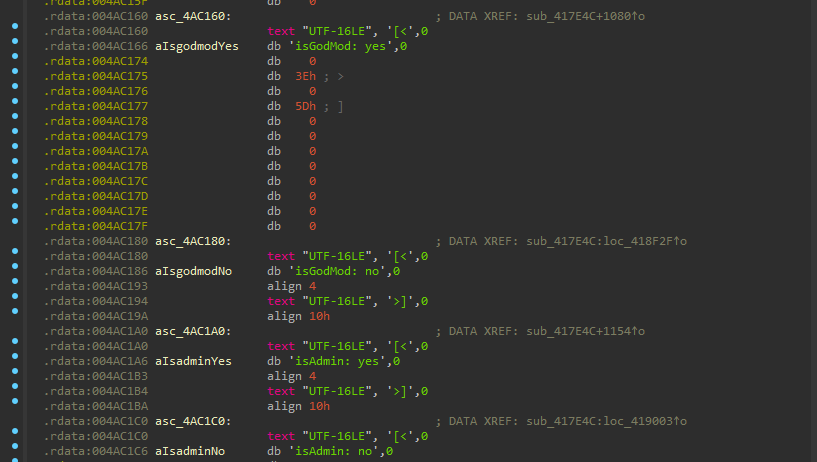 .rdata:004AC15F db 0
.rdata:004AC160 asc_4AC160: ; DATA XREF: sub_417E4C+1080↑o
.rdata:004AC160 text "UTF-16LE", '[<',0
.rdata:004AC166 aIsgodmodYes db 'isGodMod: yes',0
.rdata:004AC174 db 0
.rdata:004AC175 db 3Eh ; >
.rdata:004AC176 db 0
.rdata:004AC177 db 5Dh ; ]
.rdata:004AC178 db 0
.rdata:004AC179 db 0
.rdata:004AC17A db 0
.rdata:004AC17B db 0
.rdata:004AC17C db 0
.rdata:004AC17D db 0
.rdata:004AC17E db 0
.rdata:004AC17F db 0
.rdata:004AC180 asc_4AC180: ; DATA XREF: sub_417E4C:loc_418F2F↑o
.rdata:004AC180 text "UTF-16LE", '[<',0
.rdata:004AC186 aIsgodmodNo db 'isGodMod: no',0
.rdata:004AC193 align 4
.rdata:004AC194 text "UTF-16LE", '>]',0
.rdata:004AC19A align 10h
.rdata:004AC1A0 asc_4AC1A0: ; DATA XREF: sub_417E4C+1154↑o
.rdata:004AC1A0 text "UTF-16LE", '[<',0
.rdata:004AC1A6 aIsadminYes db 'isAdmin: yes',0
.rdata:004AC1B3 align 4
.rdata:004AC1B4 text "UTF-16LE", '>]',0
.rdata:004AC1BA align 10h
.rdata:004AC1C0 asc_4AC1C0: ; DATA XREF: sub_417E4C:loc_419003↑o
.rdata:004AC1C0 text "UTF-16LE", '[<',0
.rdata:004AC1C6 aIsadminNo db 'isAdmin: no',0